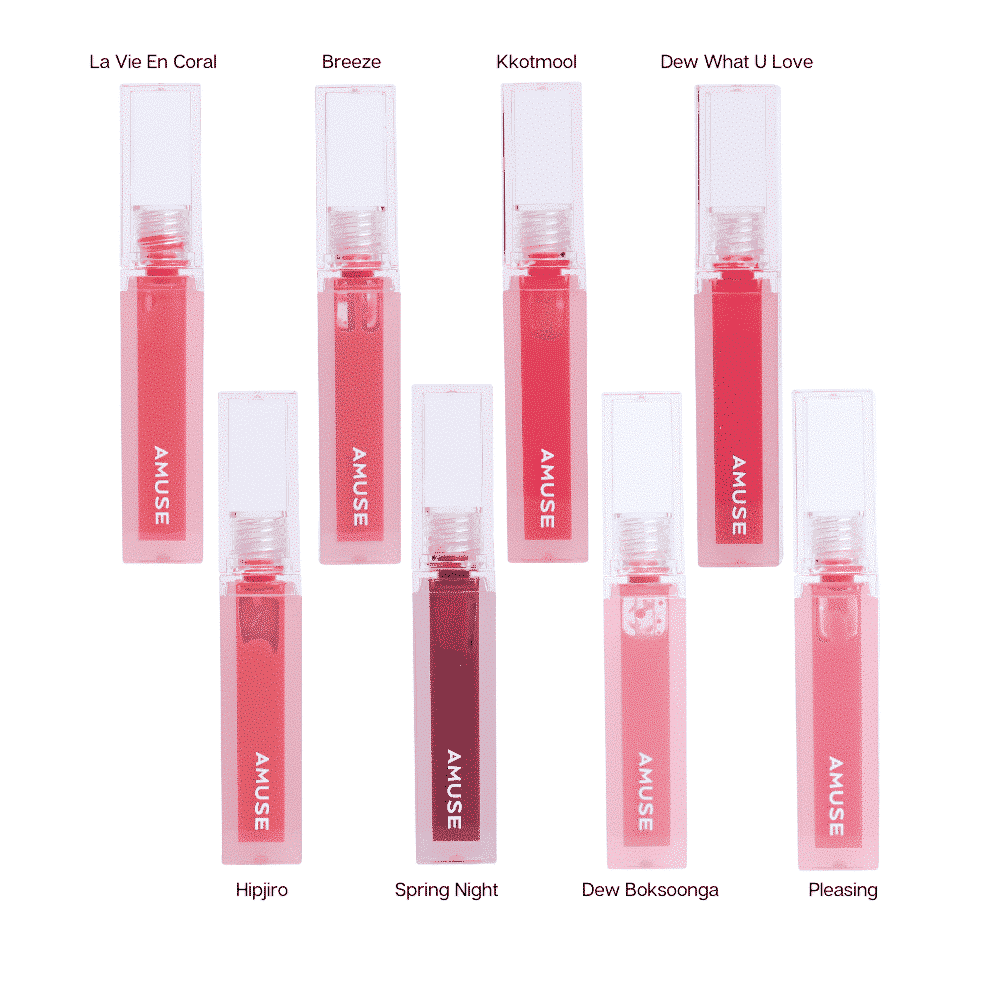 La Vie En Coral
Breeze
Kkotmool
Dew What U Love
AMUSE
AMUSE
AMUSE
AMUSE
AMUSE
AMUSE
AMUSE
AMUSE
Hipjiro
Spring Night
Dew Boksoonga
Pleasing